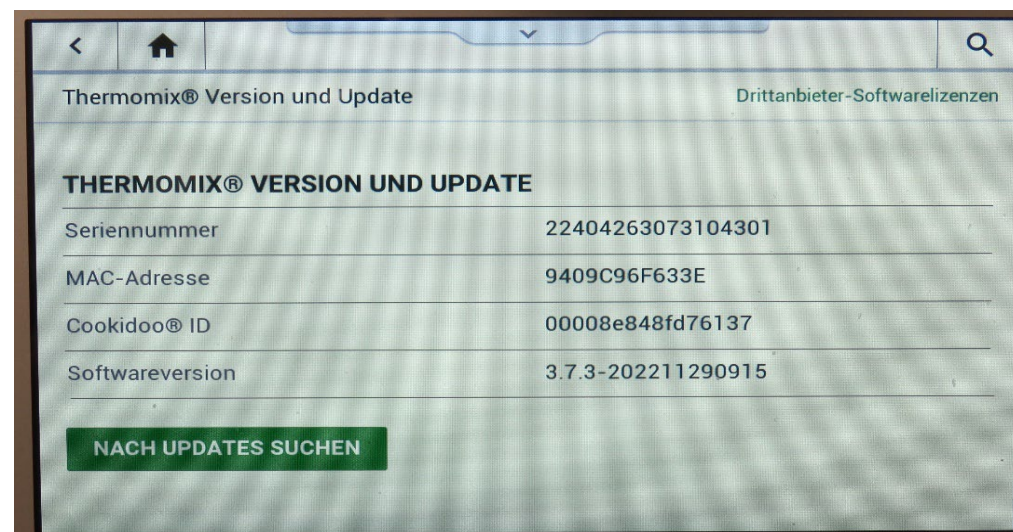 Thermomix® Version und Update
Drittanbieter-Softwarelizenzen
THERMOMIX® VERSION UND UPDATE
Seriennummer 22404263073104301
MAC-Adresse 9409C96F633E
Cookidoo® ID 00008e848fd76137
Softwareversion 3.7.3-202211290915
NACH UPDATES SUCHEN